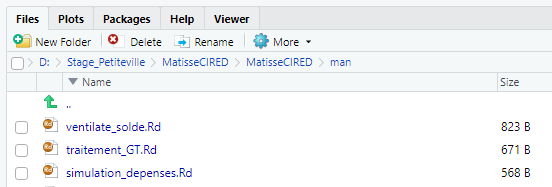 Files Plots Packages Help Viewer
New Folder Delete Rename More
D: Stage_Petiteville MatisseCIRED MatisseCIRED man
Name Size
..
ventilate_solde.Rd 823 B
traitement_GT.Rd 671 B
simulation_depenses.Rd 568 B